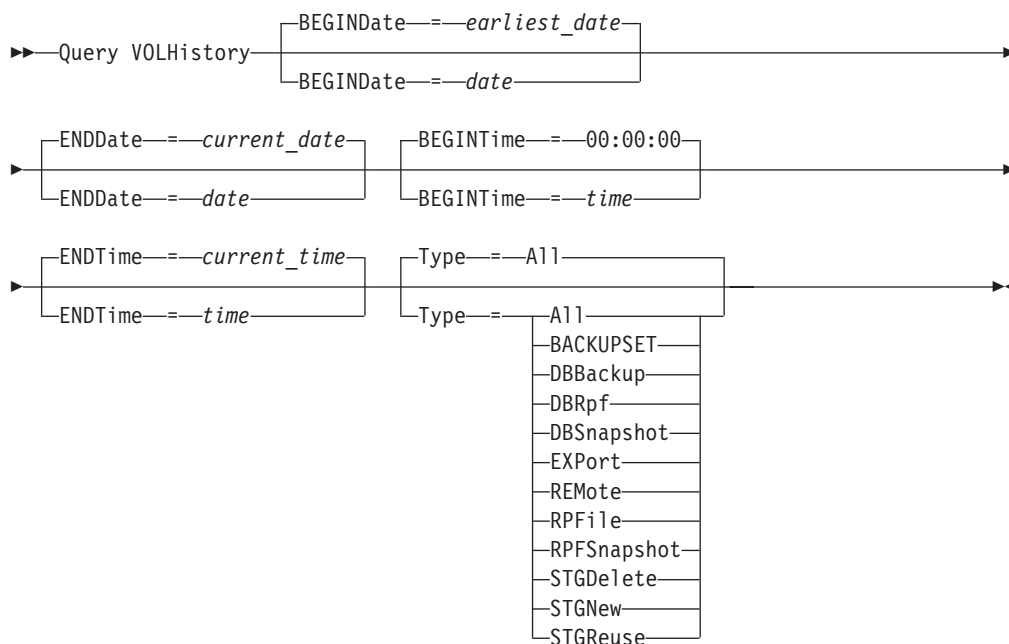 BEGINDate = earliest_date
Query VOLHistory
BEGINDate = date
ENDDate = current_date BEGINTime = 00:00:00
ENDDate = date BEGINTime = time
ENDTime = current_time Type = All
ENDTime = time Type = All
BACKUPSET
DBBackup
DBRpf
DBSnapshot
EXPort
REMote
RPFile
RPFSnapshot
STGDelete
STGNew
STGReuse